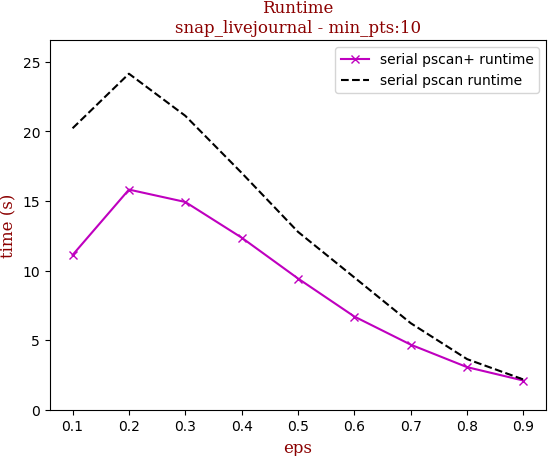 Runtime
snap_livejournal - min_pts:10
serial pscan+ runtime
serial pscan runtime
time (s)
25
20
15
10
5
0
0.1 0.2 0.3 0.4 0.5 0.6 0.7 0.8 0.9
eps